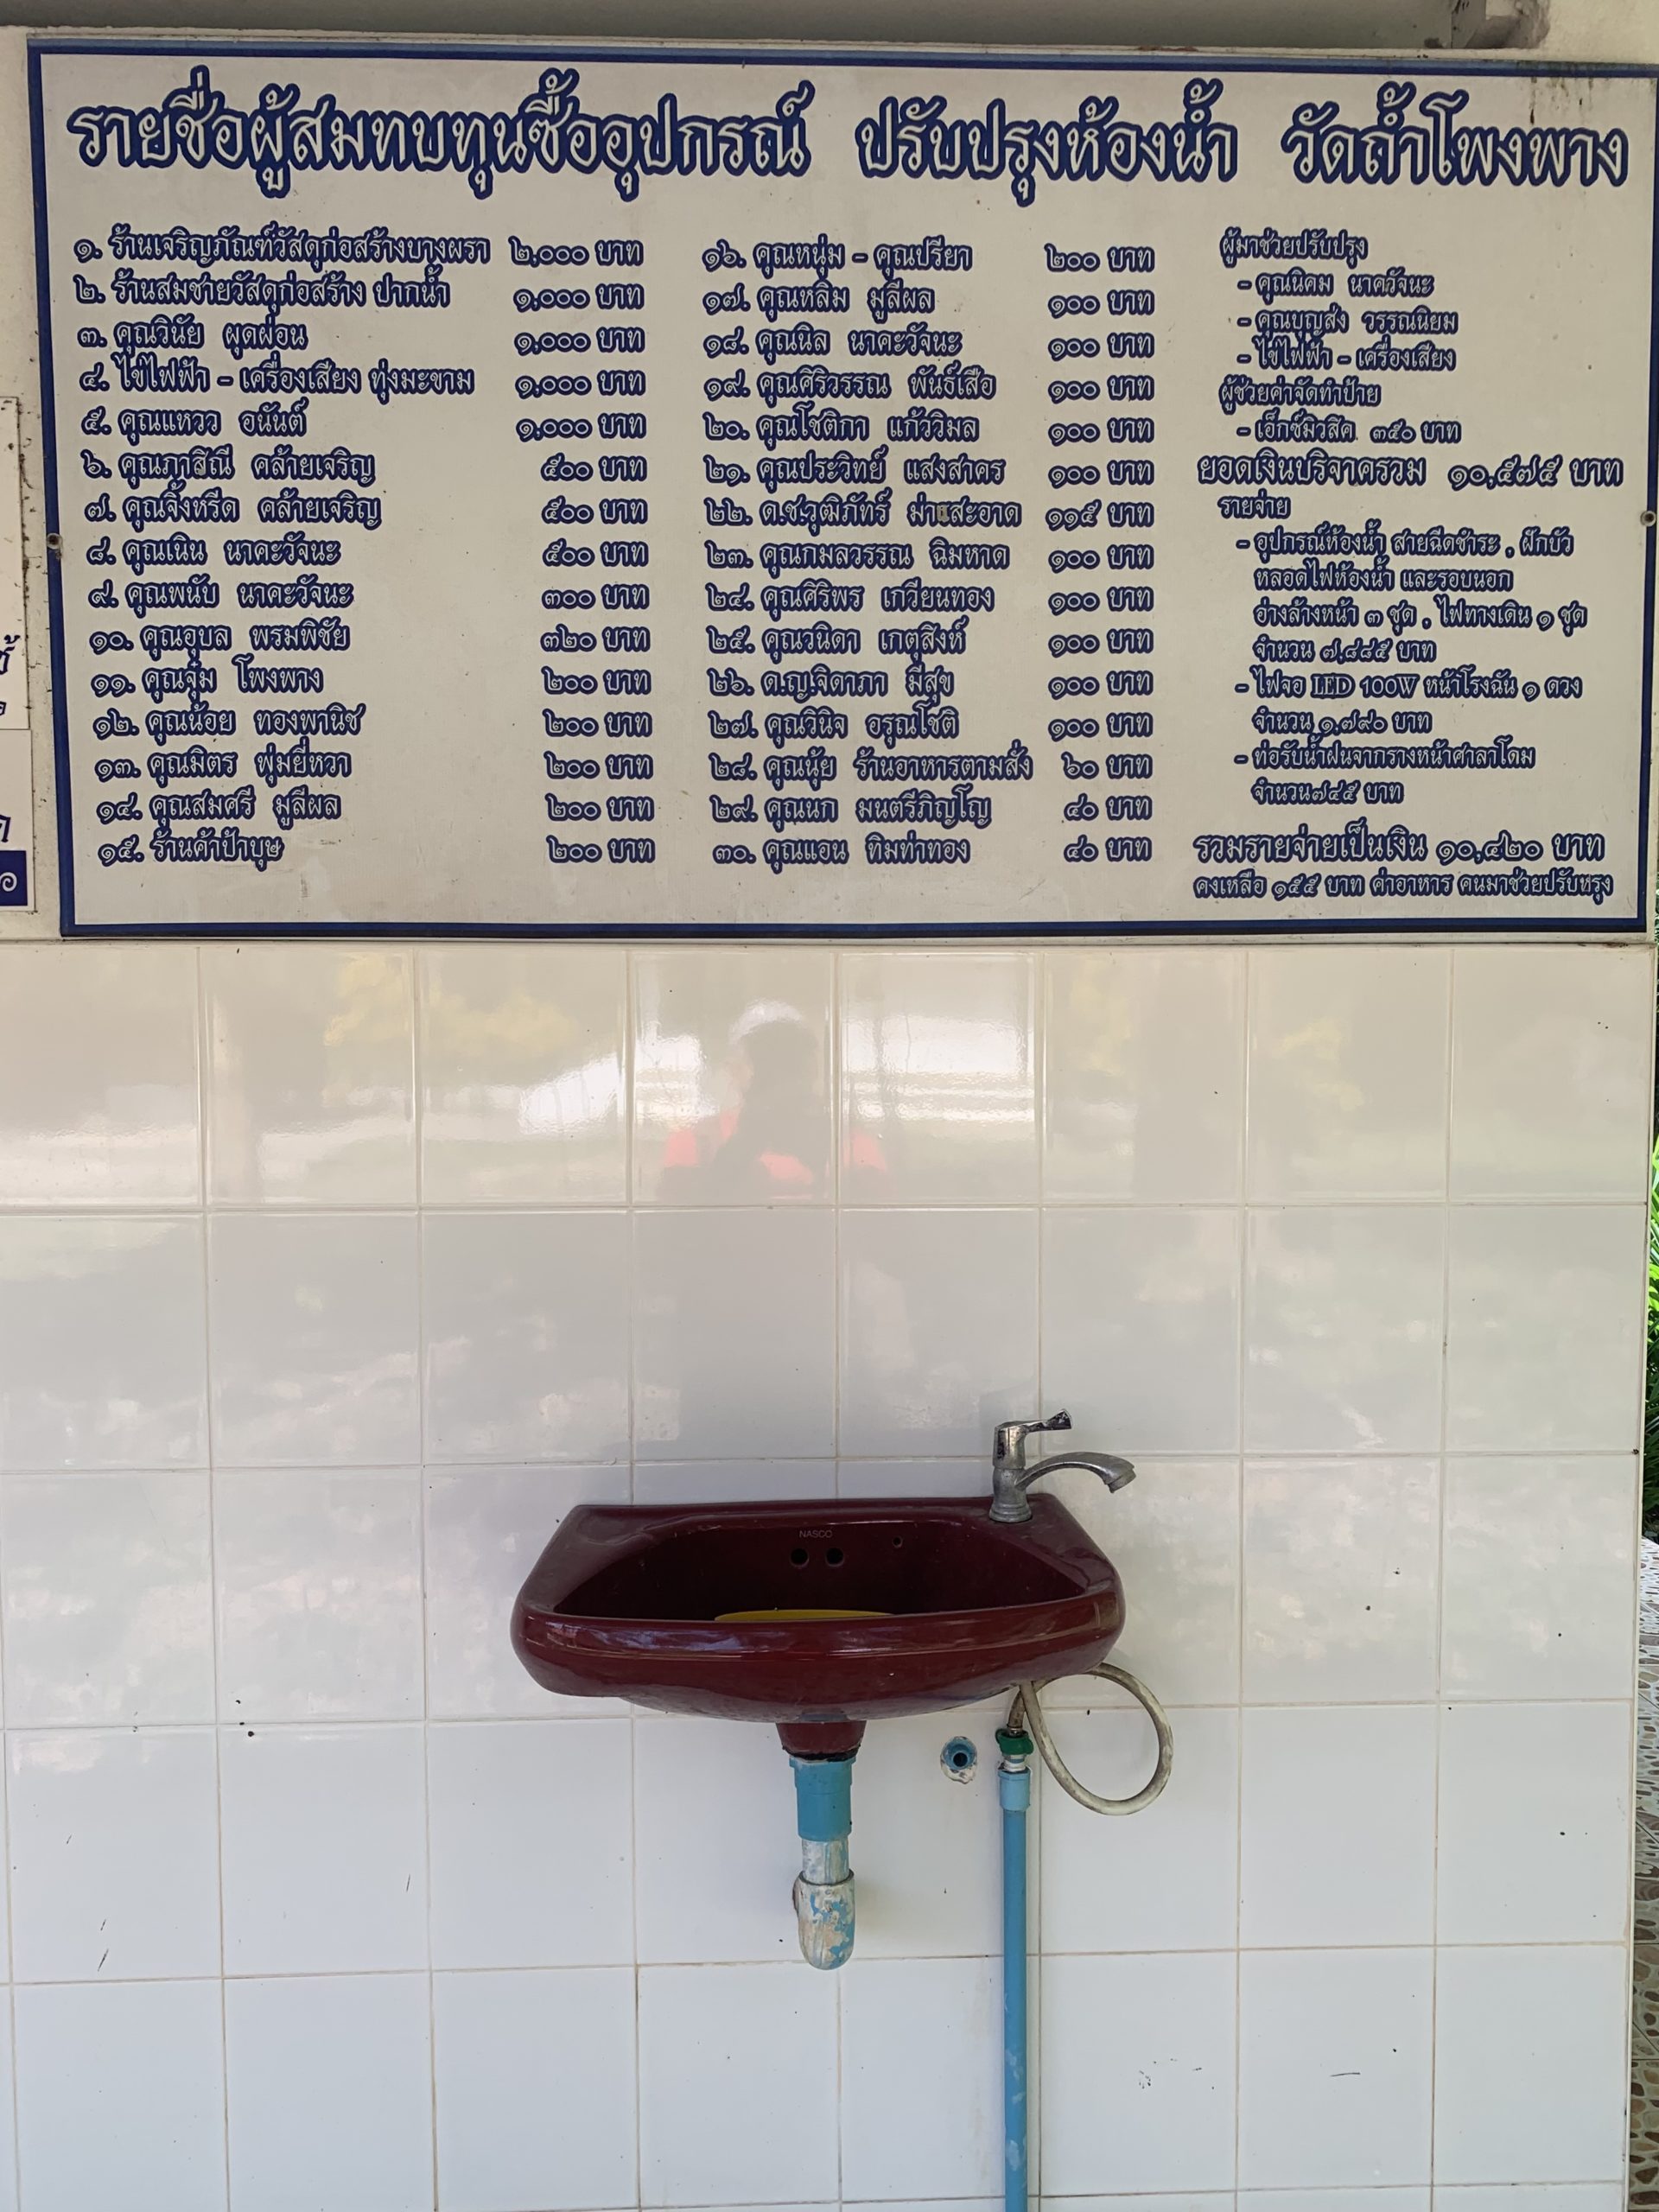 รายชื่อผู้สมทบทุนซื้ออุปกรณ์ ปรับปรุงห้องน้ำ วัดถ้ำโพงพาง
๑. ร้านเจริญภัณฑ์วัสดุก่อสร้างบางผรา ๒,๐๐๐ บาท
๒. ร้านสมชายวัสดุก่อสร้าง ปากน้ำ ๑,๐๐๐ บาท
๓. คุณวินัย ผุดผ่อน ๑,๐๐๐ บาท
๔. ไข่ไฟฟ้า - เครื่องเสียง ทุ่งมะขาม ๑,๐๐๐ บาท
๕. คุณแหวว อนันต์ ๑,๐๐๐ บาท
๖. คุณภาสิณี คล้ายเจริญ ๕๐๐ บาท
๗. คุณจิ้งหรีด คล้ายเจริญ ๕๐๐ บาท
๘. คุณเนิน นาคะวัจนะ ๕๐๐ บาท
๙. คุณพนับ นาคะวัจนะ ๓๐๐ บาท
๑๐. คุณอุบล พรมพิชัย ๓๒๐ บาท
๑๑. คุณจุ๋ม โพงพาง ๒๐๐ บาท
๑๒. คุณน้อย ทองพานิช ๒๐๐ บาท
๑๓. คุณมิตร พุ่มยี่หวา ๒๐๐ บาท
๑๔. คุณสมศรี มูลีผล ๒๐๐ บาท
๑๕. ร้านค้าป้าบุษ ๒๐๐ บาท
๑๖. คุณหนุ่ม - คุณปรียา ๒๐๐ บาท
๑๗. คุณหลิม มูลีผล ๑๐๐ บาท
๑๘. คุณนิล นาคะวัจนะ ๑๐๐ บาท
๑๙. คุณศิริวรรณ พันธ์เสือ ๑๐๐ บาท
๒๐. คุณโชติกา แก้ววิมล ๑๐๐ บาท
๒๑. คุณประวิทย์ แสงสาคร ๑๐๐ บาท
๒๒. ด.ช.วุฒิภัทร์ ม่าเสะอาด ๑๑๕ บาท
๒๓. คุณกมลวรรณ ฉิมหาด ๑๐๐ บาท
๒๔. คุณศิริพร เกวียนทอง ๑๐๐ บาท
๒๕. คุณวนิดา เกตุสิงห์ ๑๐๐ บาท
๒๖. ด.ญ.จิดาภา มีสุข ๑๐๐ บาท
๒๗. คุณวินิจ อรุณโชติ ๑๐๐ บาท
๒๘. คุณนุ้ย ร้านอาหารตามสั่ง ๖๐ บาท
๒๙. คุณนก มนตรีภิญโญ ๔๐ บาท
๓๐. คุณแอน ทิมท่าทอง ๔๐ บาท
ผู้มาช่วยปรับปรุง
- คุณนิคม นาควัจนะ
- คุณบุญส่ง วรรณนิยม
- ไข่ไฟฟ้า - เครื่องเสียง
ผู้ช่วยค่าจัดทำป้าย
- เอ็กซ์มิวสิค ๓๕๐ บาท
ยอดเงินบริจาครวม ๑๐,๕๗๕ บาท
รายจ่าย
- อุปกรณ์ห้องน้ำ สายฉีดชำระ , ฝักบัว
หลอดไฟห้องน้ำ และรอบนอก
อ่างล้างหน้า ๓ ชุด , ไฟทางเดิน ๑ ชุด
จำนวน ๗,๘๘๕ บาท
- ไฟจอ LED 100W หน้าโรงฉัน ๑ ดวง
จำนวน ๑,๗๙๐ บาท
- ท่อรับน้ำฝนจากรางหน้าศาลาโดม
จำนวน๗๔๕ บาท
รวมรายจ่ายเป็นเงิน ๑๐,๔๒๐ บาท
คงเหลือ ๑๕๕ บาท ค่าอาหาร คนมาช่วยปรับหรุง
NASCO